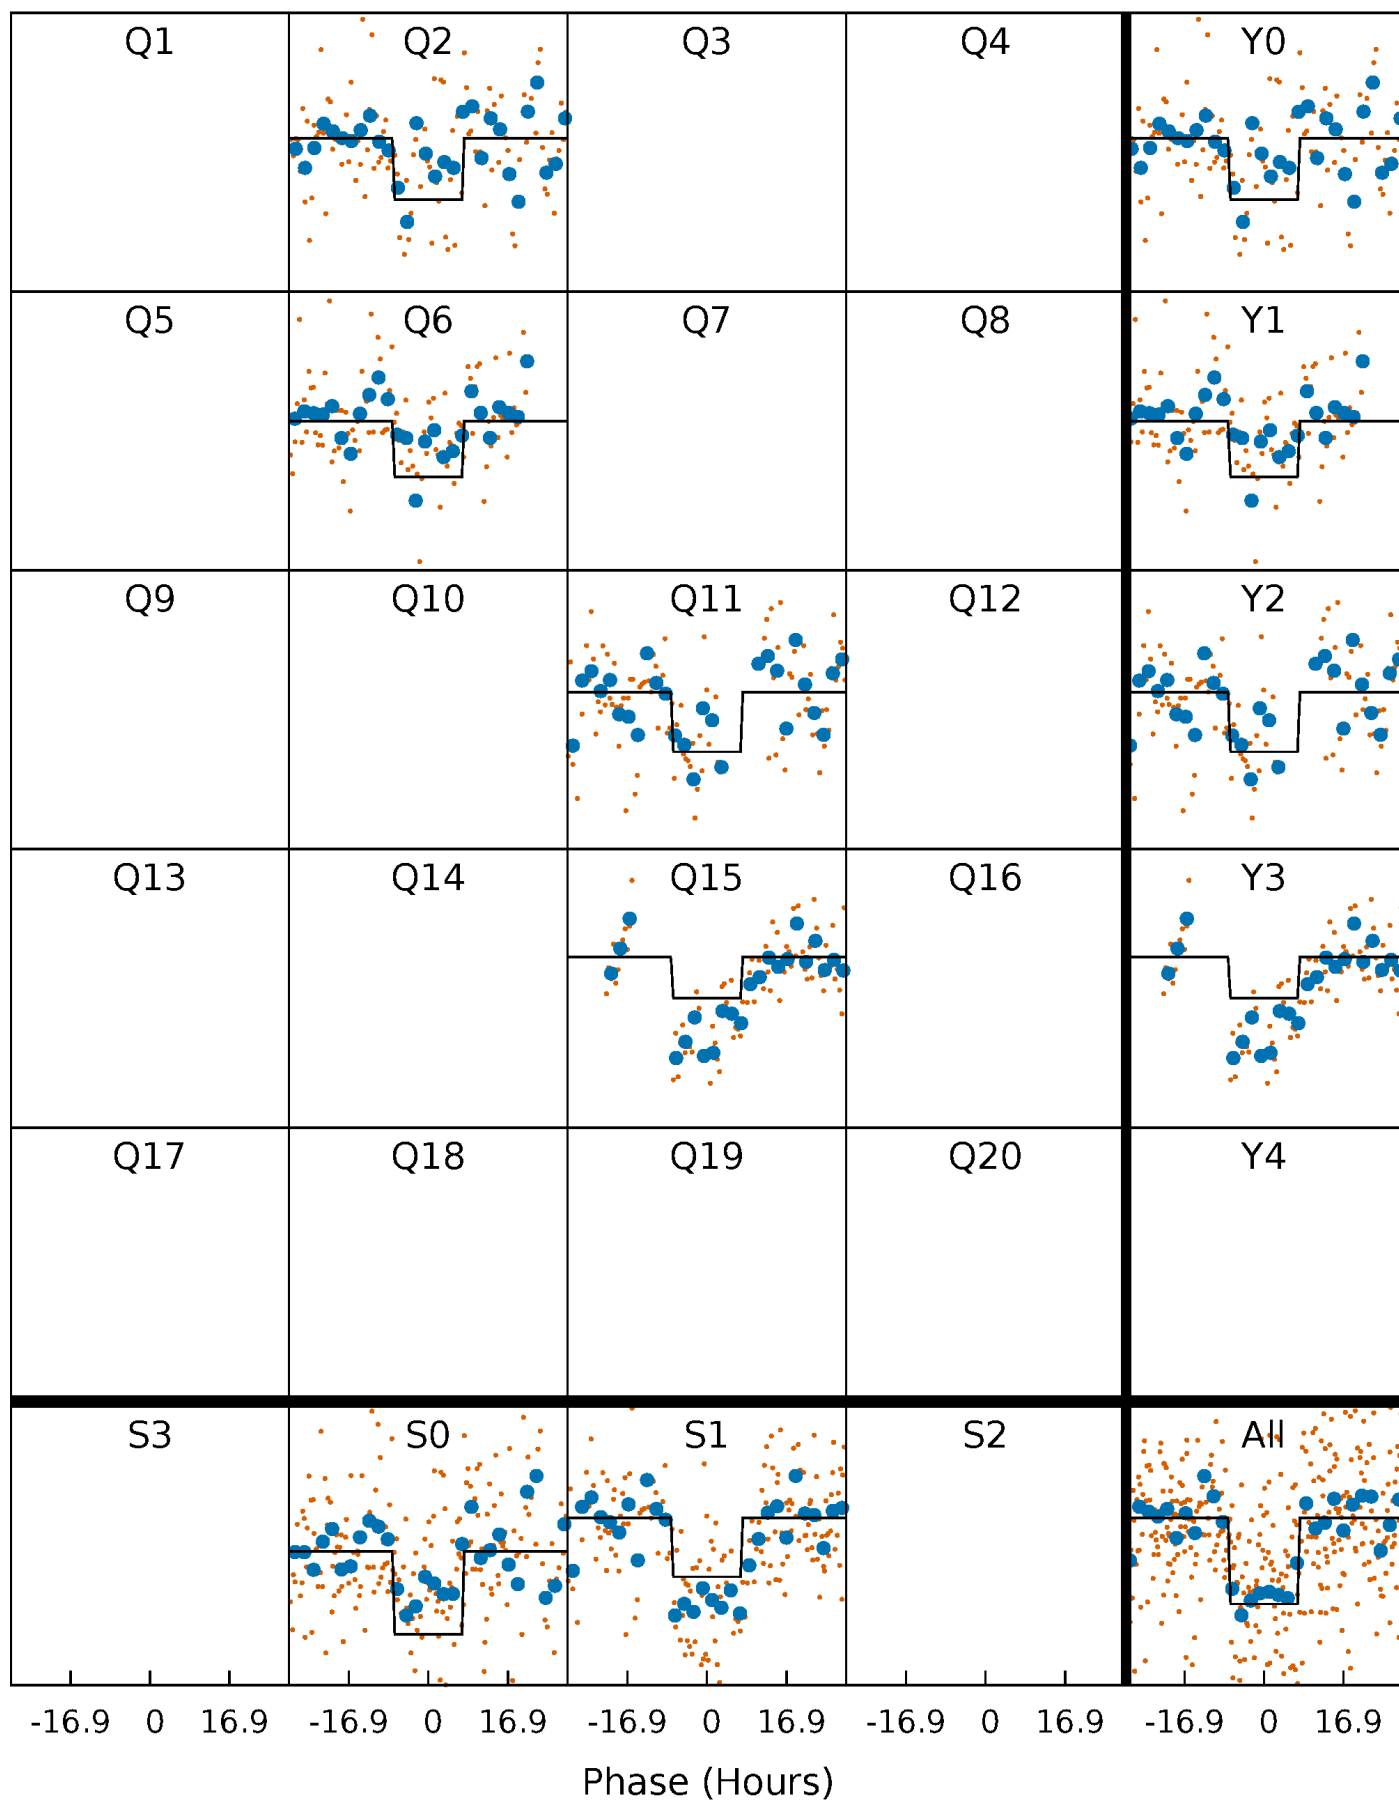 Q1 Q2 Q3 Q4 Y0
Q5 Q6 Q7 Q8 Y1
Q9 Q10 Q11 Q12 Y2
Q13 Q14 Q15 Q16 Y3
Q17 Q18 Q19 Q20 Y4
S3 S0 S1 S2 All
-16.9 0 16.9 -16.9 0 16.9 -16.9 0 16.9 -16.9 0 16.9 -16.9 0 16.9
Phase (Hours)